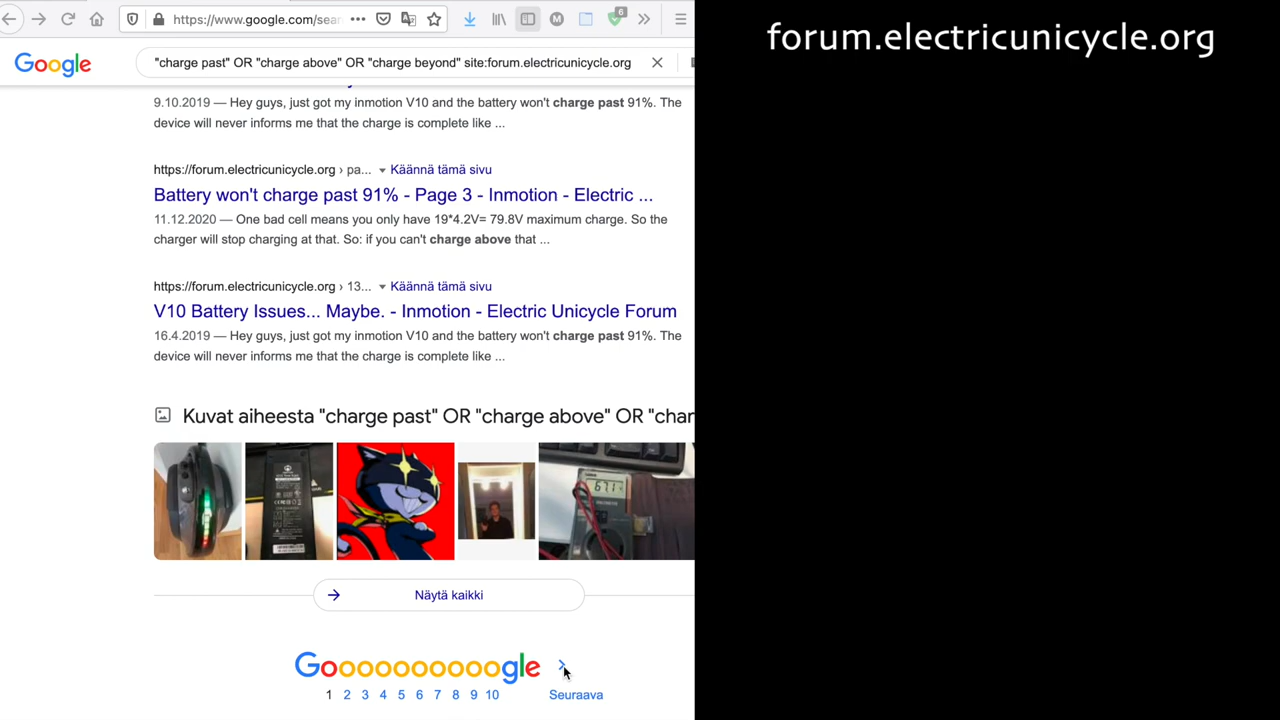 https://www.google.com/sear
6
forum.electricunicycle.org
Google
"charge past" OR "charge above" OR "charge beyond" site:forum.electricunicycle.org
9.10.2019 — Hey guys, just got my inmotion V10 and the battery won't charge past 91%. The
device will never informs me that the charge is complete like ...
https://forum.electricunicycle.org › pa... Käännä tämä sivu
Battery won't charge past 91% - Page 3 - Inmotion - Electric ...
11.12.2020 — One bad cell means you only have 19*4.2V= 79.8V maximum charge. So the
charger will stop charging at that. So: if you can't charge above that ...
https://forum.electricunicycle.org › 13... Käännä tämä sivu
V10 Battery Issues... Maybe. - Inmotion - Electric Unicycle Forum
16.4.2019 — Hey guys, just got my inmotion V10 and the battery won't charge past 91%. The
device will never informs me that the charge is complete like ...
Kuvat aiheesta "charge past" OR "charge above" OR "char
67.1
Näytä kaikki
Goooooooooogle >
1 2 3 4 5 6 7 8 9 10 Seuraava